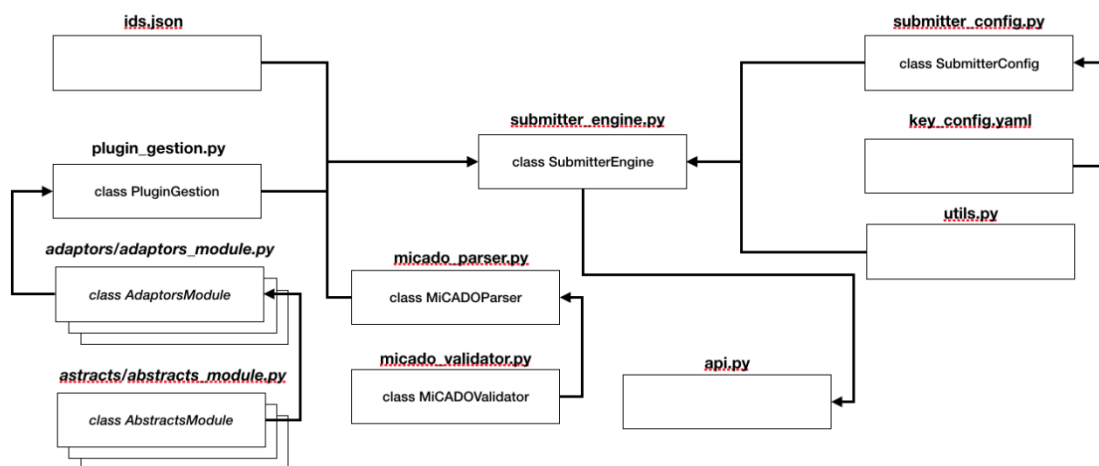 ids.json
submitter_config.py
class SubmitterConfig
submitter_engine.py
class SubmitterEngine
key_config.yaml
plugin_gestion.py
class PluginGestion
utils.py
adaptors/adaptors_module.py
class AdaptorsModule
micado_parser.py
class MiCADOParser
astracts/abstracts_module.py
class AbstractsModule
micado_validator.py
class MiCADOValidator
api.py